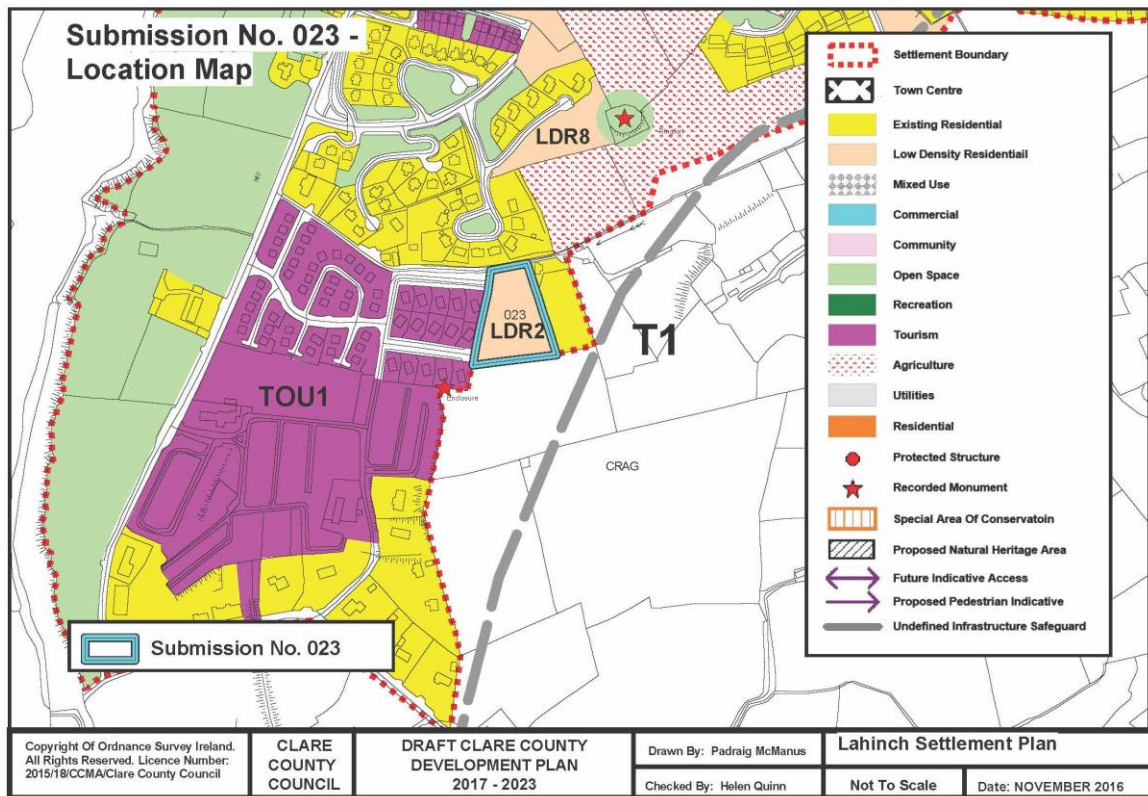 Submission No. 023 -
Location Map
LDR8
023
LDR2
T1
TOU1
Enclosure
CRAG
Submission No. 023
Settlement Boundary
Town Centre
Existing Residential
Low Density Residentiail
Mixed Use
Commercial
Community
Open Space
Recreation
Tourism
Agriculture
Utilities
Residential
Protected Structure
Recorded Monument
Special Area Of Conservatoin
Proposed Natural Heritage Area
Future Indicative Access
Proposed Pedestrian Indicative
Undefined Infrastructure Safeguard
Copyright Of Ordnance Survey Ireland.
All Rights Reserved. Licence Number:
2015/18/CCMA/Clare County Council
CLARE
COUNTY
COUNCIL
DRAFT CLARE COUNTY
DEVELOPMENT PLAN
2017 - 2023
Drawn By: Padraig McManus
Checked By: Helen Quinn
Lahinch Settlement Plan
Not To Scale
Date: NOVEMBER 2016